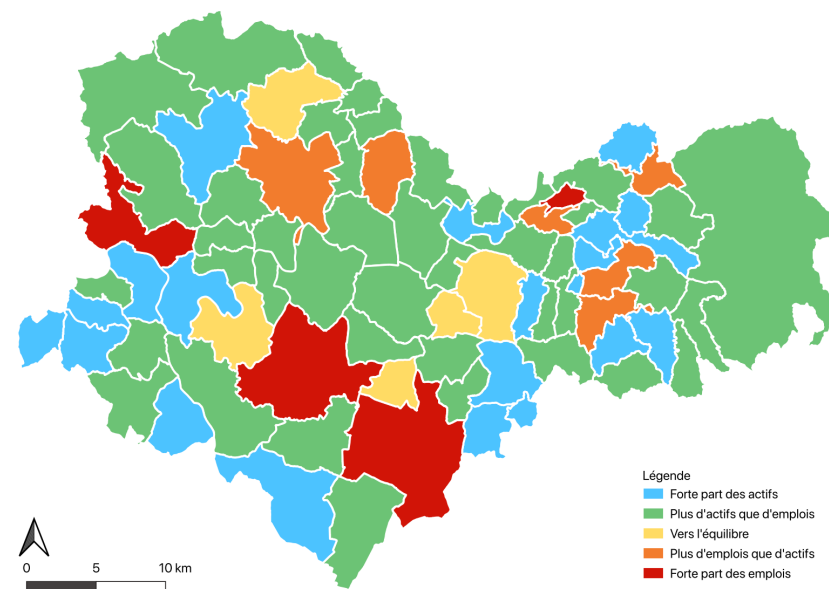 Légende
Forte part des actifs
Plus d'actifs que d'emplois
Vers l'équilibre
Plus d'emplois que d'actifs
Forte part des emplois
0 5 10 km